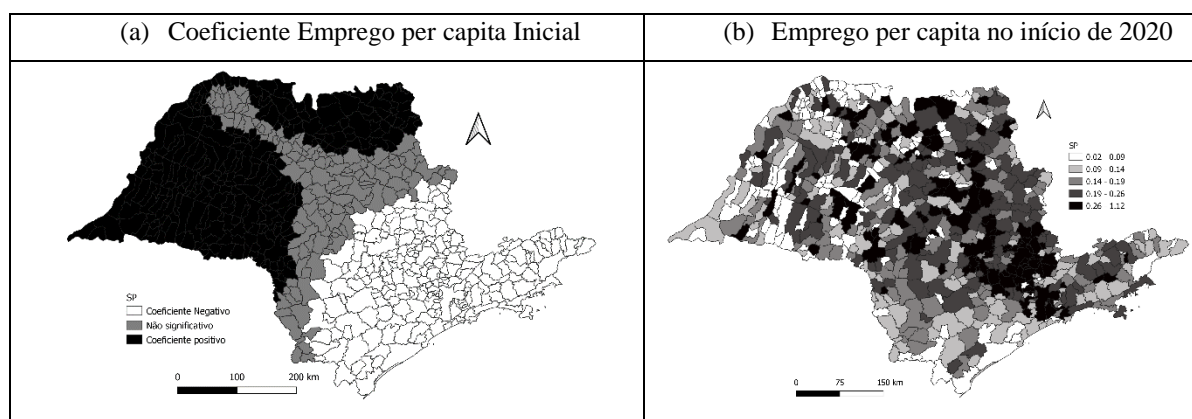 (a) Coeficiente Emprego per capita Inicial
(b) Emprego per capita no início de 2020
SP
Coeficiente Negativo
Não significativo
Coeficiente positivo
0 100 200 km
SP
0.02 - 0.09
0.09 - 0.14
0.14 - 0.19
0.19 - 0.26
0.26 - 1.12
0 75 150 km